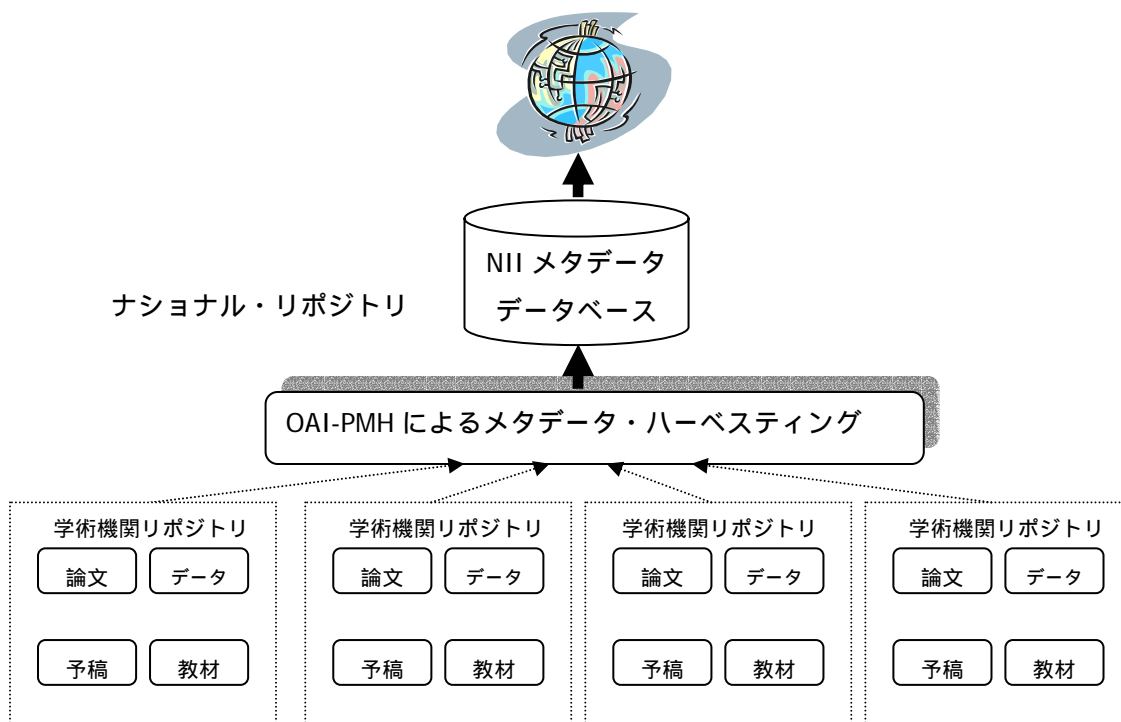 NII メタデータ
データベース
ナショナル・リポジトリ
OAI-PMH によるメタデータ・ハーベスティング
学術機関リポジトリ
論文
データ
予稿
教材
学術機関リポジトリ
論文
データ
予稿
教材
学術機関リポジトリ
論文
データ
予稿
教材
学術機関リポジトリ
論文
データ
予稿
教材